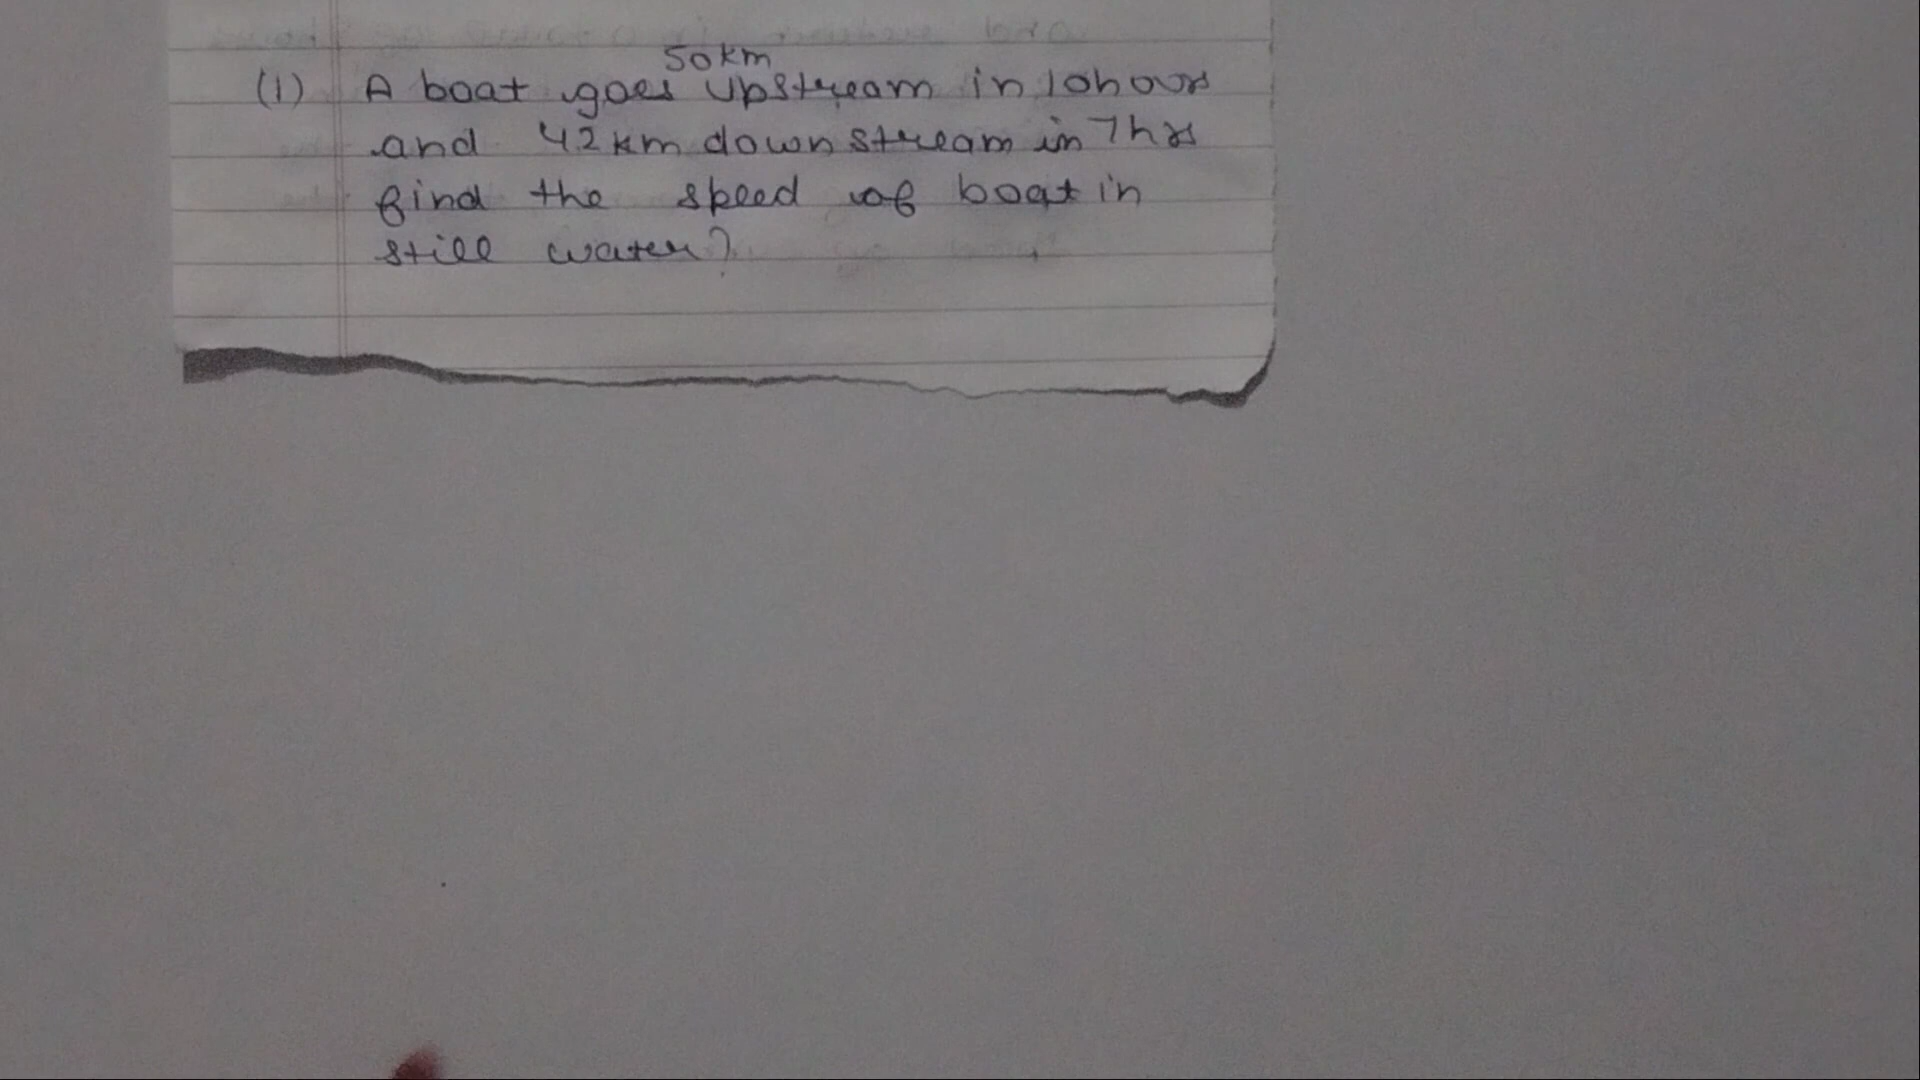 50km
(1) A boat goes upstream in 10hours
and 42km downstream in 7hrs
find the speed of boat in
still water?